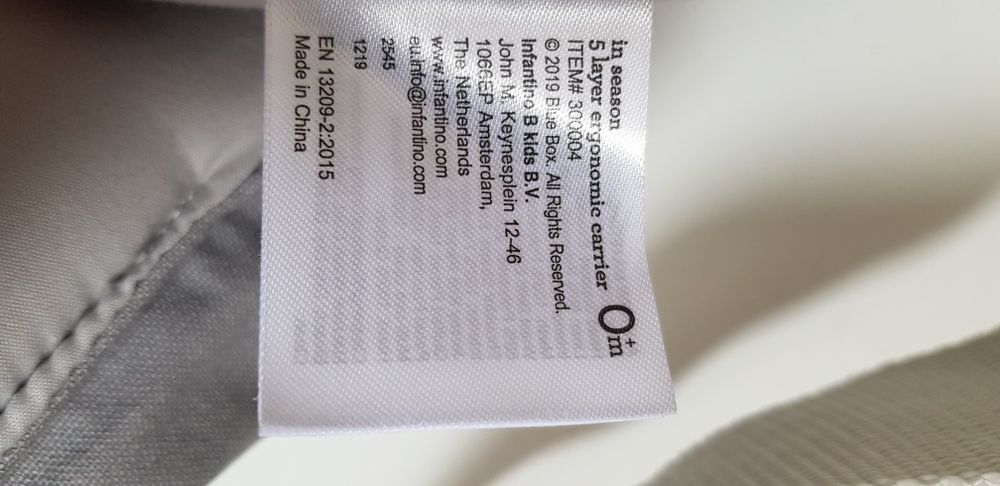 in season
5 layer ergonomic carrier
0+
m
ITEM# 300004
© 2019 Blue Box. All Rights Reserved.
Infantino B kids B.V.
John M. Keynesplein 12-46
1066EP Amsterdam,
The Netherlands
www.infantino.com
eu.info@infantino.com
2545
1219
EN 13209-2:2015
Made in China